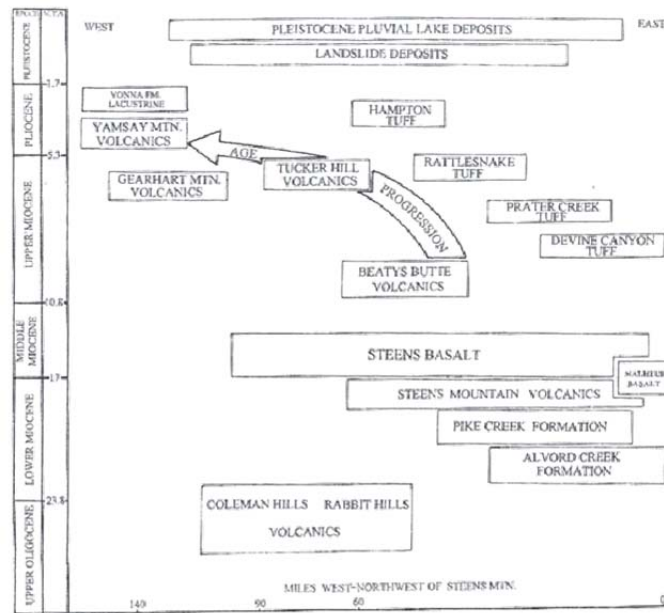 EPOCH M.Y.A.
WEST
EAST
PLEISTOCENE PLUVIAL LAKE DEPOSITS
LANDSLIDE DEPOSITS
PLEISTOCENE
1.7
YONNA FM.
LACUSTRINE
HAMPTON
TUFF
YAMSAY MTN.
VOLCANICS
PLIOCENE
5.3
AGE
PROGRESSION
TUCKER HILL
VOLCANICS
RATTLESNAKE
TUFF
GEARHART MTN.
VOLCANICS
PRATER CREEK
TUFF
DEVINE CANYON
TUFF
UPPER MIOCENE
BEATYS BUTTE
VOLCANICS
10.8
MIDDLE
MIOCENE
STEENS BASALT
BASALT
17
STEENS MOUNTAIN VOLCANICS
PIKE CREEK FORMATION
LOWER MIOCENE
ALVORD CREEK
FORMATION
23.8
COLEMAN HILLS RABBIT HILLS
VOLCANICS
UPPER OLIGOCENE
MILES WEST-NORTHWEST OF STEENS MTN.
140 90 60 0